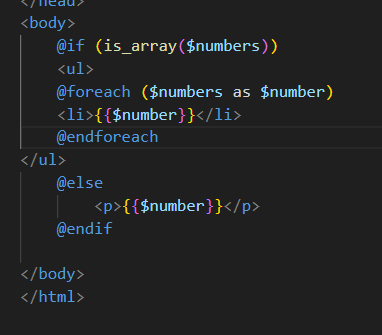 </head>
<body>
@if (is_array($numbers))
<ul>
@foreach ($numbers as $number)
<li>{{$number}}</li>
@endforeach
</ul>
@else
<p>{{$number}}</p>
@endif
</body>
</html>